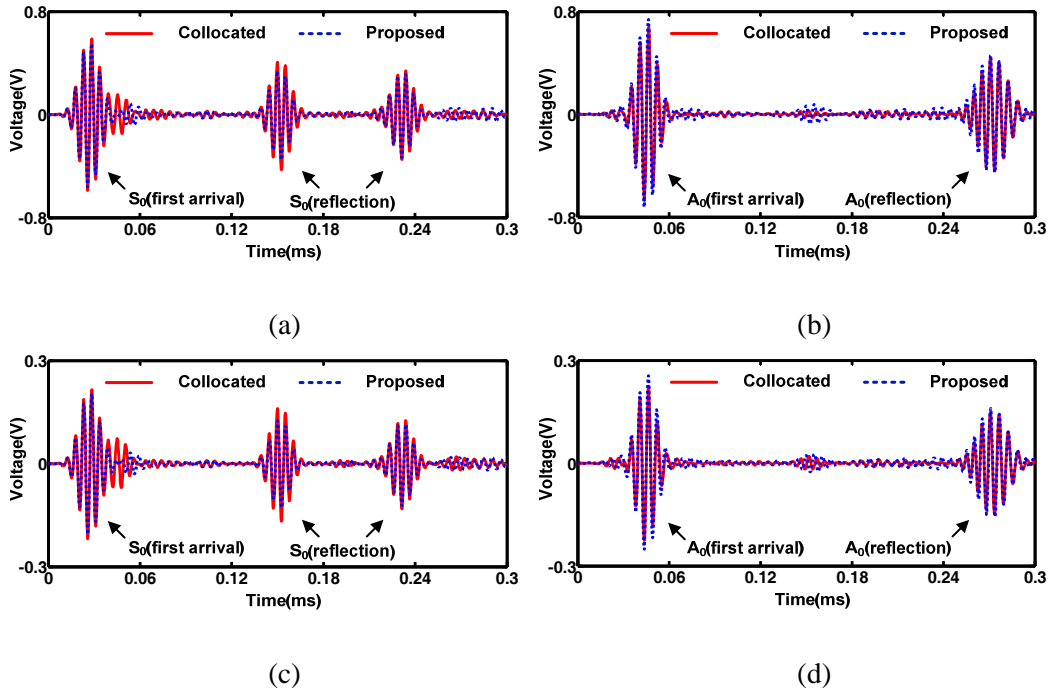 0.8
Collocated
Proposed
Voltage(V)
0
S₀(first arrival)
S₀(reflection)
-0.8
0
0.06
0.12
0.18
0.24
0.3
Time(ms)
(a)
0.8
Collocated
Proposed
Voltage(V)
0
A₀(first arrival)
A₀(reflection)
-0.8
0
0.06
0.12
0.18
0.24
0.3
Time(ms)
(b)
0.3
Collocated
Proposed
Voltage(V)
0
S₀(first arrival)
S₀(reflection)
-0.3
0
0.06
0.12
0.18
0.24
0.3
Time(ms)
(c)
0.3
Collocated
Proposed
Voltage(V)
0
A₀(first arrival)
A₀(reflection)
-0.3
0
0.06
0.12
0.18
0.24
0.3
Time(ms)
(d)